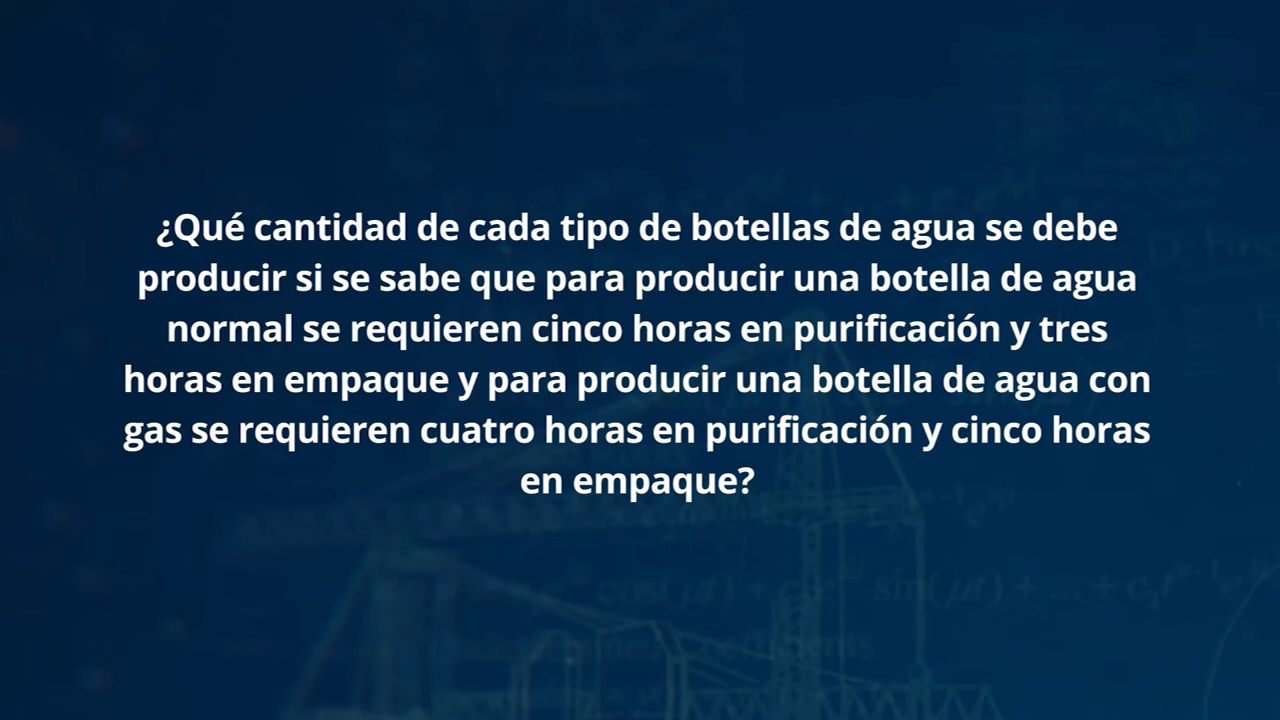 ¿Qué cantidad de cada tipo de botellas de agua se debe
producir si se sabe que para producir una botella de agua
normal se requieren cinco horas en purificación y tres
horas en empaque y para producir una botella de agua con
gas se requieren cuatro horas en purificación y cinco horas
en empaque?